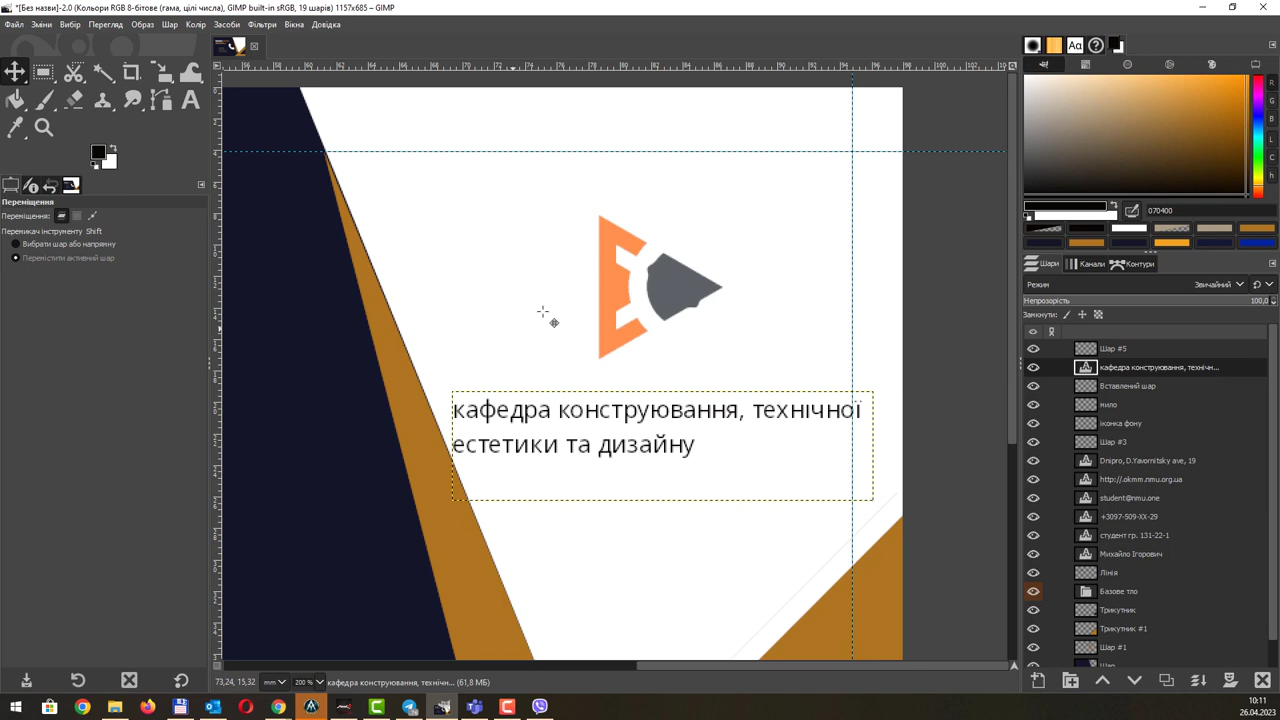 *[Без назви]-2.0 (Кольори RGB 8-бітове (гама, цілі числа), GIMP built-in sRGB, 19 шарів) 1157x685 – GIMP
Файл Зміни Вибір Перегляд Образ Шар Колір Засоби Фільтри Вікна Довідка
Переміщення
Переміщення:
Перемикач інструменту Shift
Вибрати шар або напрямну
Перемістити активний шар
кафедра конструювання, технічної
естетики та дизайну
070400
Шари Канали Контури
Режим Звичайний
Непрозорість 100,0
Замкнути:
Шар #5
кафедра конструювання, технічн...
Вставлений шар
мило
іконка фону
Шар #3
Dnipro, D.Yavornitsky ave, 19
http://.okmm.nmu.org.ua
student@nmu.one
+3097-509-XX-29
студент гр. 131-22-1
Михайло Ігорович
Лінія
Базове тло
Трикутник
Трикутник #1
Шар #1
Шар
73,24, 15,32 mm 200 % кафедра конструювання, технічн... (61,8 МБ)
10:11
26.04.2023